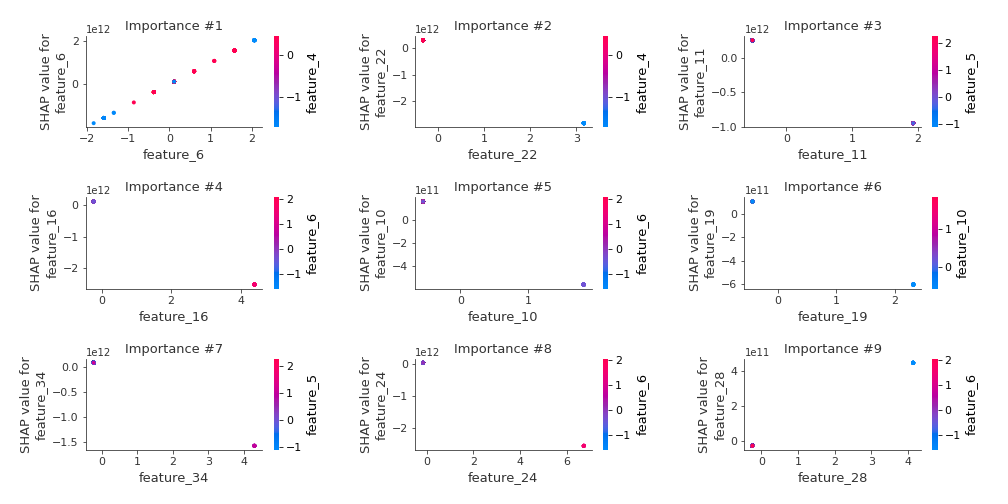 Importance #1
1e12
SHAP value for
feature_6
2
0
−2
−1
0
1
2
feature_6
0
−1
feature_4
Importance #2
1e12
SHAP value for
feature_22
0
−1
−2
0
1
2
3
feature_22
0
−1
feature_4
Importance #3
1e12
SHAP value for
feature_11
0.0
−0.5
−1.0
0
1
2
feature_11
2
1
0
−1
feature_5
Importance #4
1e12
SHAP value for
feature_16
0
−1
−2
0
2
4
feature_16
2
1
0
−1
feature_6
Importance #5
1e11
SHAP value for
feature_10
0
−2
−4
0
1
feature_10
2
1
0
−1
feature_6
Importance #6
1e11
SHAP value for
feature_19
0
−2
−4
−6
0
1
2
feature_19
1
0
feature_10
Importance #7
1e12
SHAP value for
feature_34
0.0
−0.5
−1.0
−1.5
0
1
2
3
4
feature_34
2
1
0
−1
feature_5
Importance #8
1e12
SHAP value for
feature_24
0
−1
−2
0
2
4
6
feature_24
2
1
0
−1
feature_6
Importance #9
1e11
SHAP value for
feature_28
4
2
0
0
1
2
3
4
feature_28
2
1
0
−1
feature_6